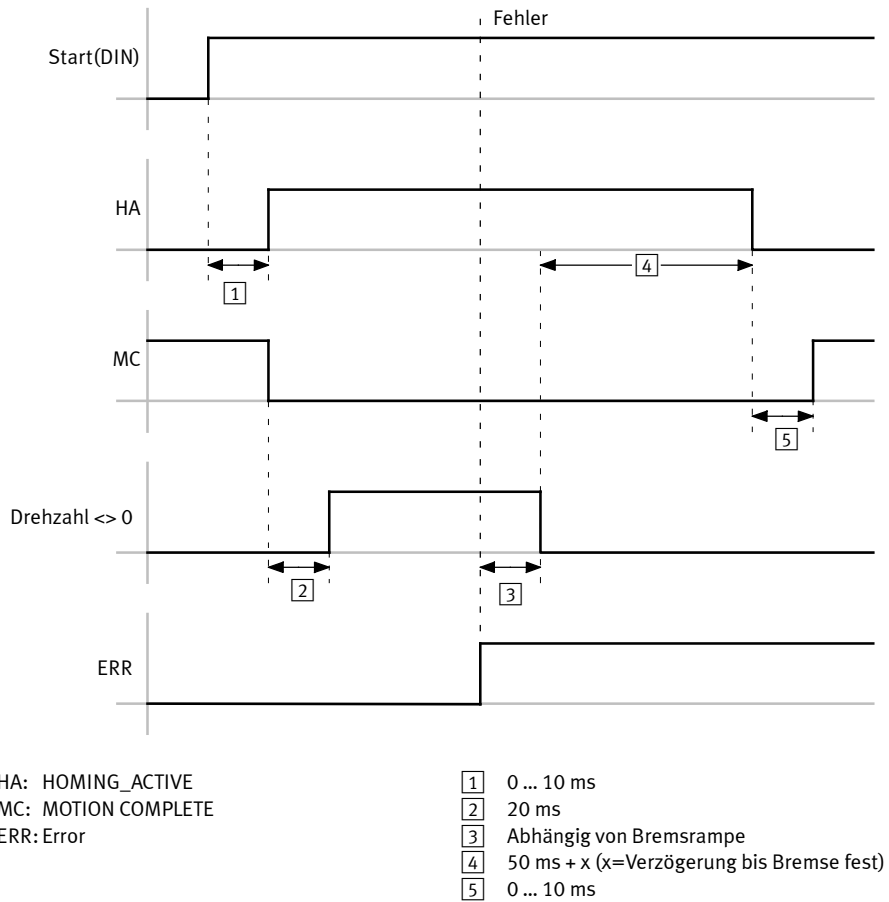 Fehler
Start(DIN)
HA
4
1
MC
5
Drehzahl <> 0
2
3
ERR
HA: HOMING_ACTIVE
MC: MOTION COMPLETE
ERR: Error
1 0 ... 10 ms
2 20 ms
3 Abhängig von Bremsrampe
4 50 ms + x (x=Verzögerung bis Bremse fest)
5 0 ... 10 ms